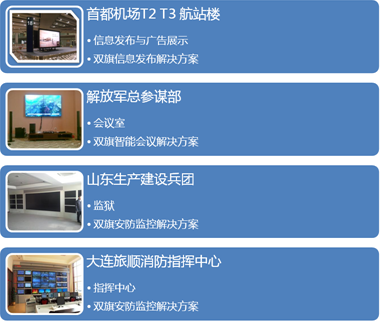 首都机场T2 T3 航站楼
• 信息发布与广告展示
• 双旗信息发布解决方案
解放军总参谋部
• 会议室
• 双旗智能会议解决方案
山东生产建设兵团
• 监狱
• 双旗安防监控解决方案
大连旅顺消防指挥中心
• 指挥中心
• 双旗安防监控解决方案